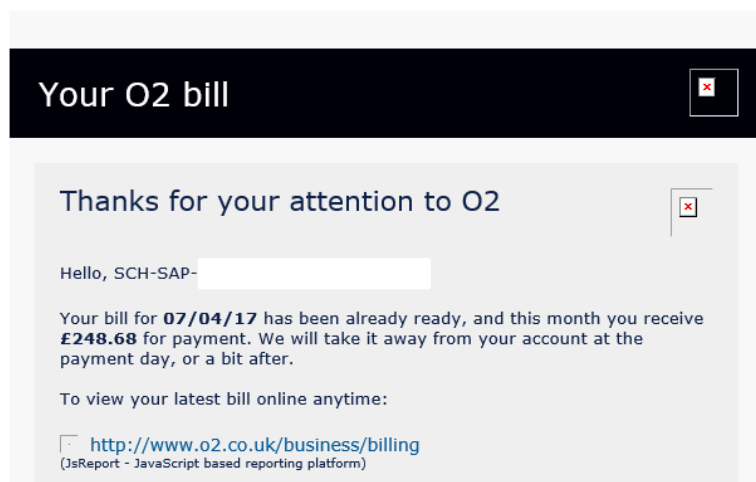 Your O2 bill
Thanks for your attention to O2
Hello, SCH-SAP-
Your bill for 07/04/17 has been already ready, and this month you receive
£248.68 for payment. We will take it away from your account at the
payment day, or a bit after.
To view your latest bill online anytime:
http://www.o2.co.uk/business/billing
(JsReport - JavaScript based reporting platform)